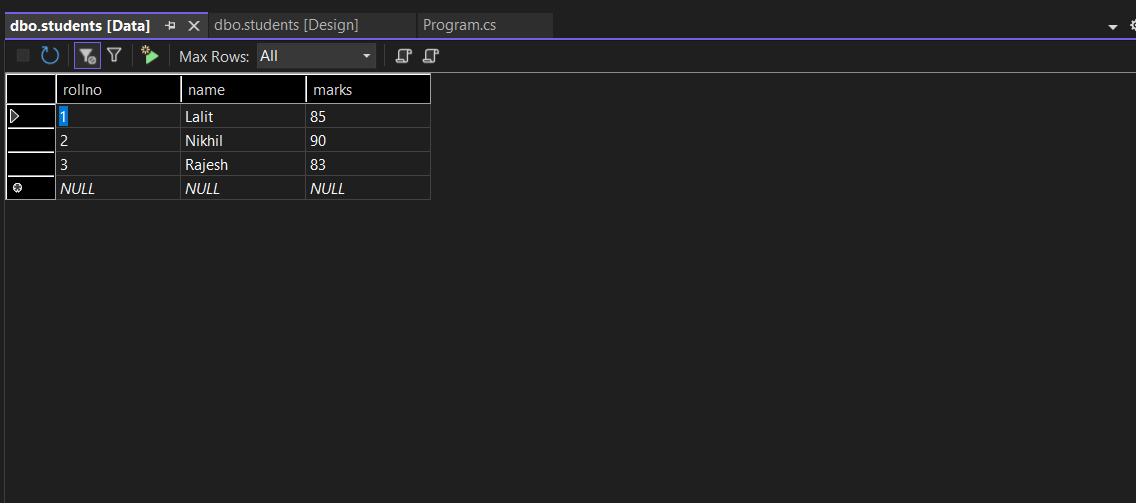 dbo.students [Data] dbo.students [Design] Program.cs
Max Rows: All
rollno name marks
1 Lalit 85
2 Nikhil 90
3 Rajesh 83
NULL NULL NULL